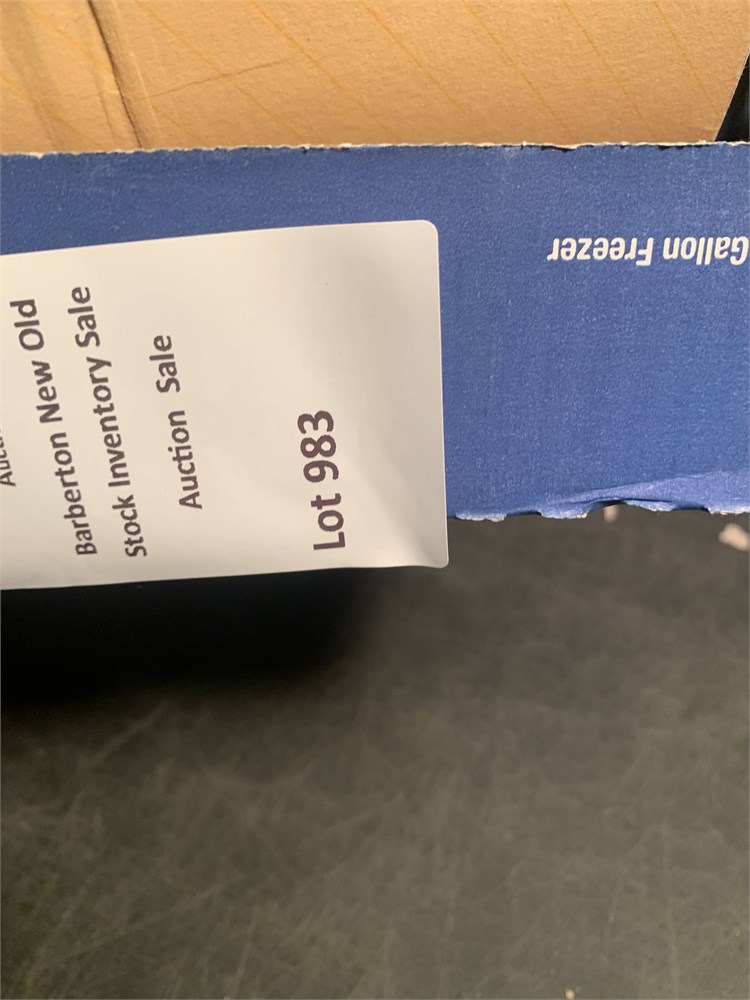 Barberton New Old
Stock Inventory Sale
Auction Sale
Lot 983
Gallon Freezer